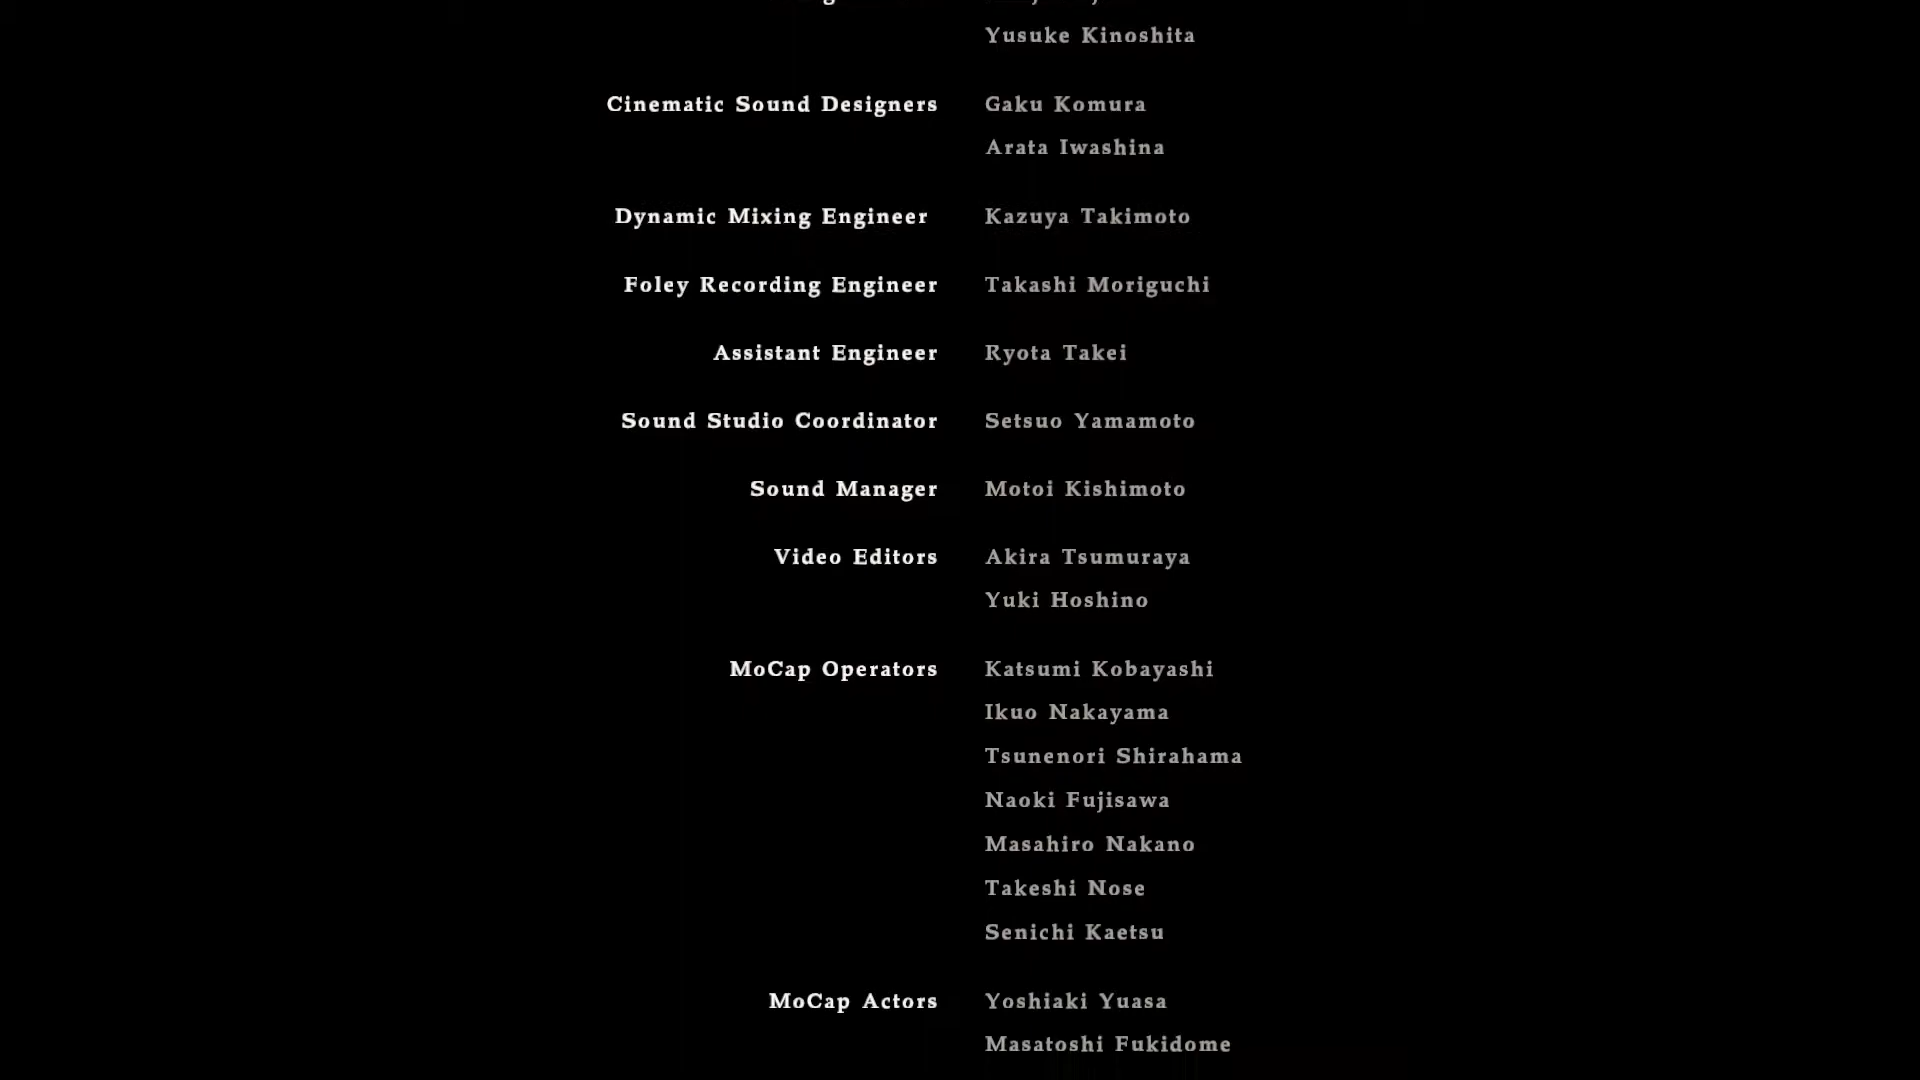 Yusuke Kinoshita
Cinematic Sound Designers Gaku Komura
Arata Iwashina
Dynamic Mixing Engineer Kazuya Takimoto
Foley Recording Engineer Takashi Moriguchi
Assistant Engineer Ryota Takei
Sound Studio Coordinator Setsuo Yamamoto
Sound Manager Motoi Kishimoto
Video Editors Akira Tsumuraya
Yuki Hoshino
MoCap Operators Katsumi Kobayashi
Ikuo Nakayama
Tsunenori Shirahama
Naoki Fujisawa
Masahiro Nakano
Takeshi Nose
Senichi Kaetsu
MoCap Actors Yoshiaki Yuasa
Masatoshi Fukidome